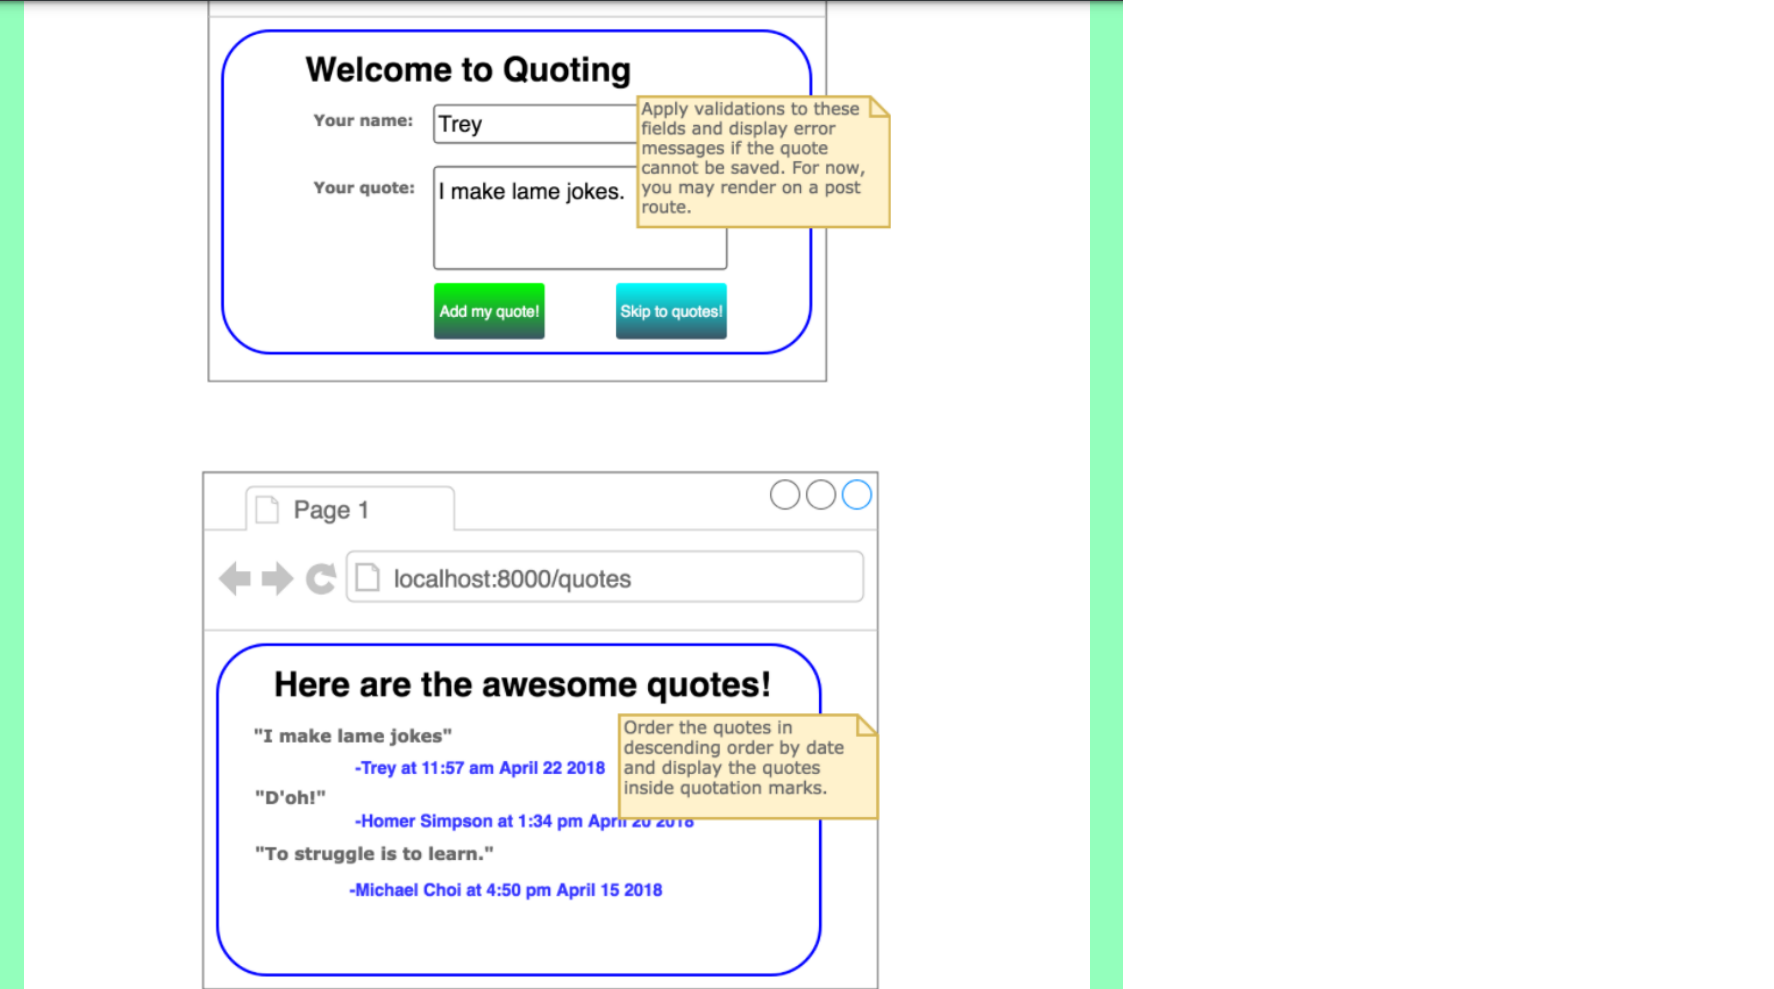 Welcome to Quoting
Your name:
Trey
Apply validations to these
fields and display error
messages if the quote
cannot be saved. For now,
you may render on a post
route.
Your quote:
I make lame jokes.
Add my quote!
Skip to quotes!
Page 1
localhost:8000/quotes
Here are the awesome quotes!
"I make lame jokes"
-Trey at 11:57 am April 22 2018
Order the quotes in
descending order by date
and display the quotes
inside quotation marks.
"D'oh!"
-Homer Simpson at 1:34 pm April 20 2018
"To struggle is to learn."
-Michael Choi at 4:50 pm April 15 2018